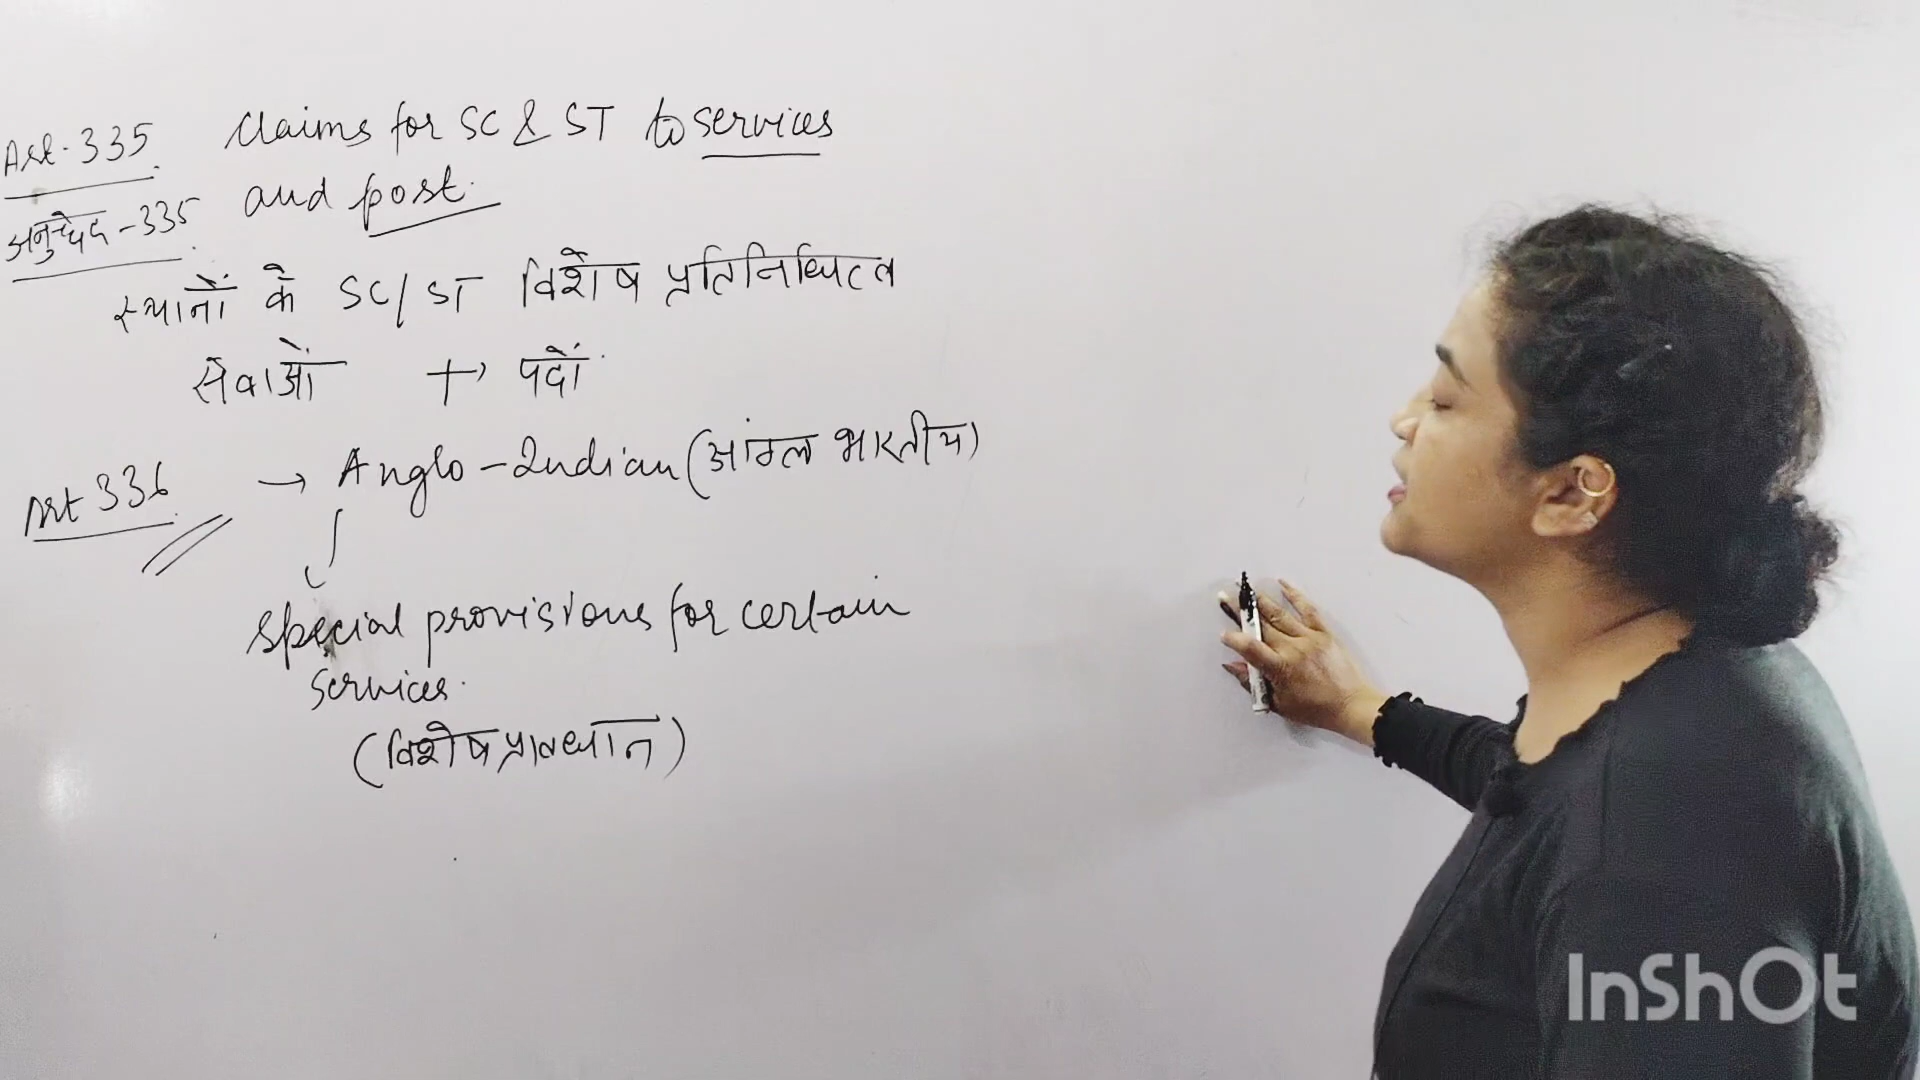 Art. 335. Claims for SC & ST to services
and post.
अनुच्छेद - 335
स्थानों के SC/ST विशेष प्रतिनिधित्व
सेवाओं + पदों
Art 336 → Anglo-Indian (आंग्ल भारतीय)
special provisions for certain
services.
(विशेष प्रावधान)
InShOt